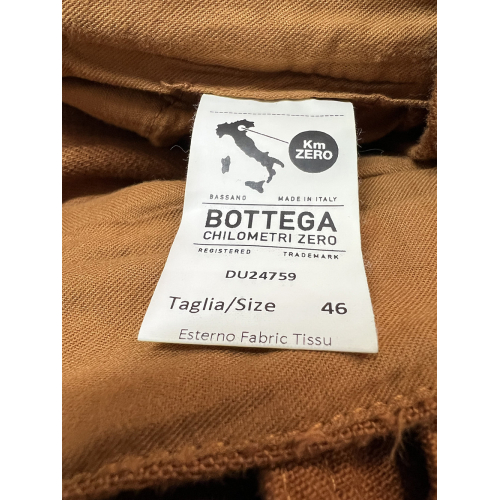 Km
ZERO
BASSANO MADE IN ITALY
BOTTEGA
CHILOMETRI ZERO
REGISTERED TRADEMARK
DU24759
Taglia/Size 46
Esterno Fabric Tissu